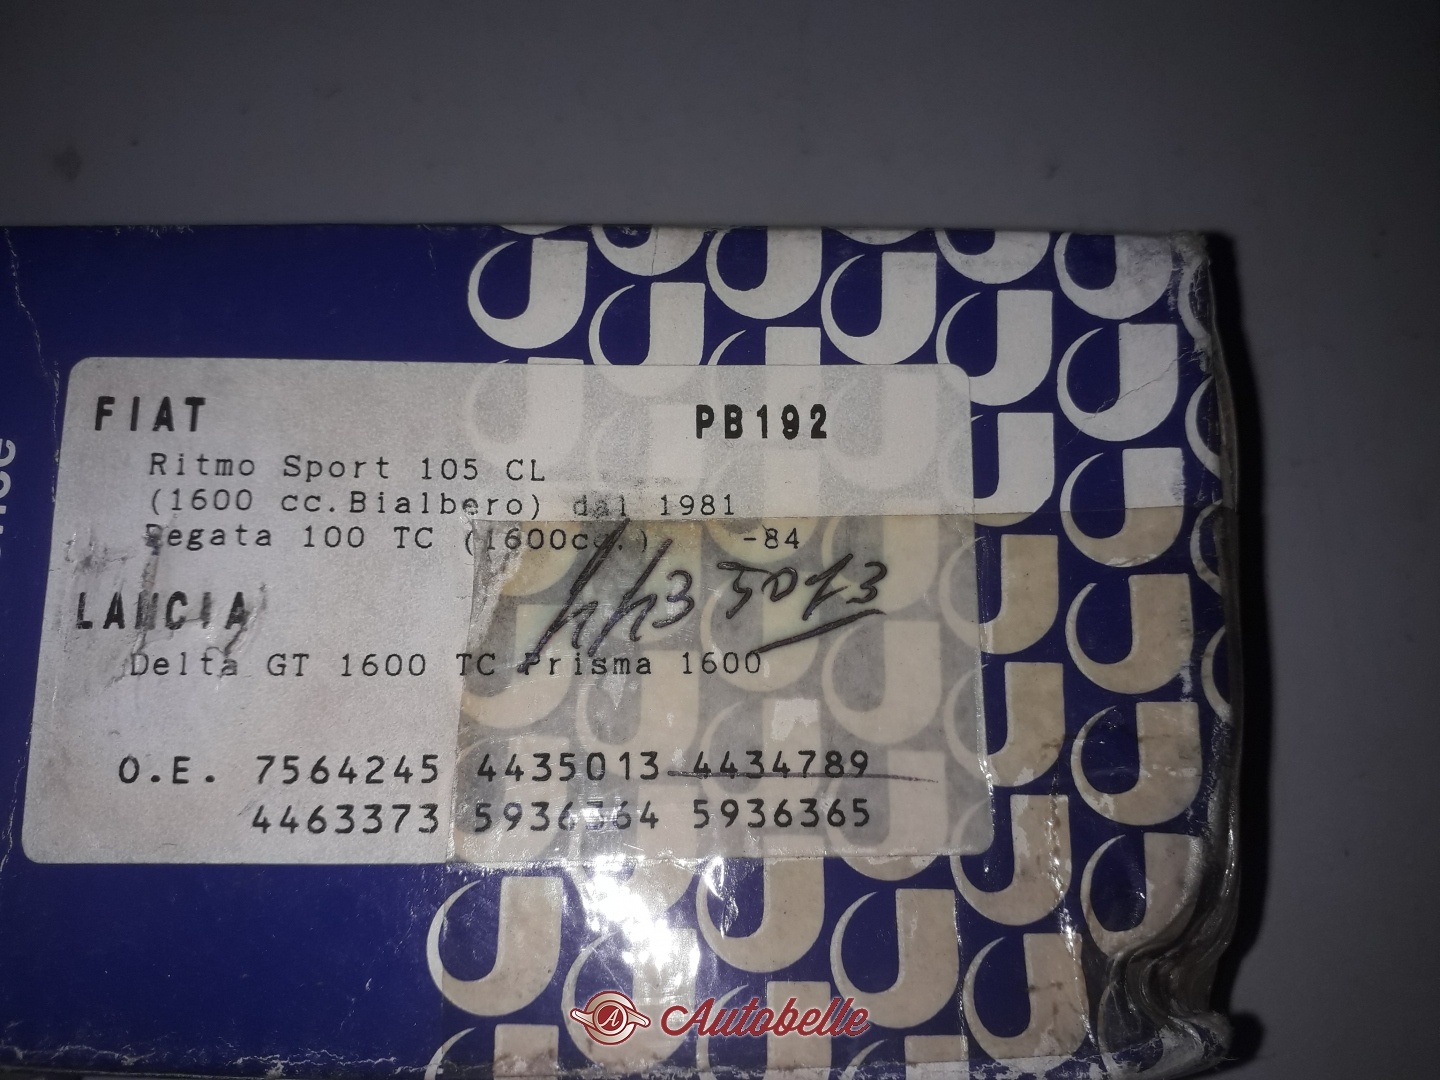 FIAT PB192
Ritmo Sport 105 CL
(1600 cc.Bialbero) dal 1981
Regata 100 TC (1600cc.) -84
4435013
LANCIA
Delta GT 1600 TC Prisma 1600
O.E. 7564245 4435013 4434789
4463373 5936364 5936365
Autobelle